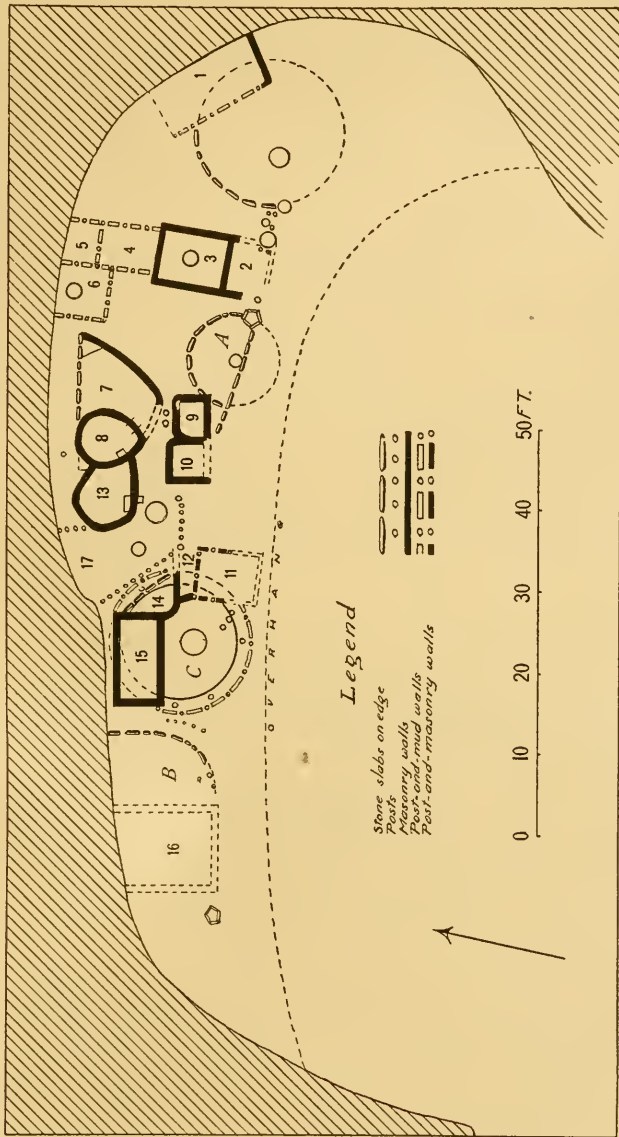 5
1
6
4
3
2
7
8
13
17
A
9
10
12
11
14
15
C
B
16
OVERHANG
Legend
Stone slabs on edge
Posts
Masonry walls
Post-and-mud walls
Post-and-masonry walls
0 10 20 30 40 50 FT.